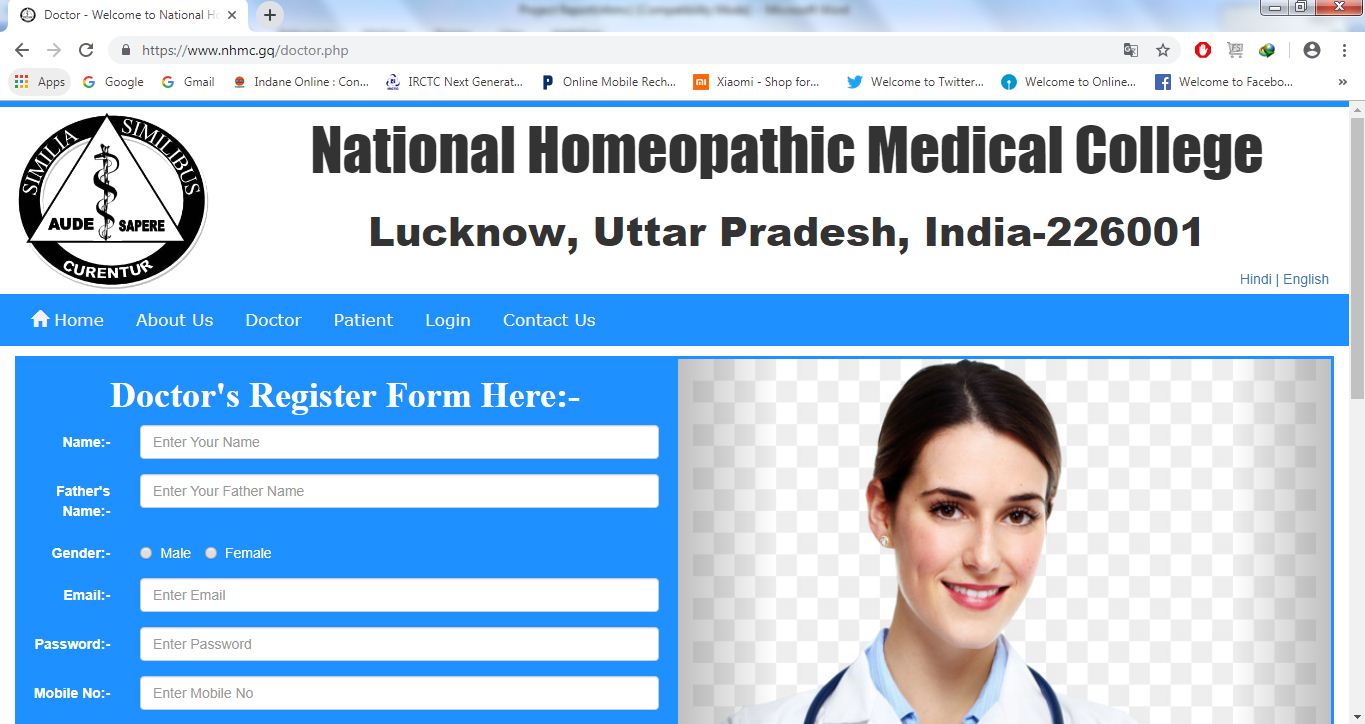 Doctor - Welcome to National Ho
https://www.nhmc.gq/doctor.php
Apps Google Gmail Indane Online : Con... IRCTC Next Generat... Online Mobile Rech... Xiaomi - Shop for... Welcome to Twitter... Welcome to Online... Welcome to Facebo... »
SIMILIA SIMILIBUS
AUDE SAPERE
CURENTUR
National Homeopathic Medical College
Lucknow, Uttar Pradesh, India-226001
Hindi | English
Home About Us Doctor Patient Login Contact Us
Doctor's Register Form Here:-
Name:- Enter Your Name
Father's Name:- Enter Your Father Name
Gender:- Male Female
Email:- Enter Email
Password:- Enter Password
Mobile No:- Enter Mobile No